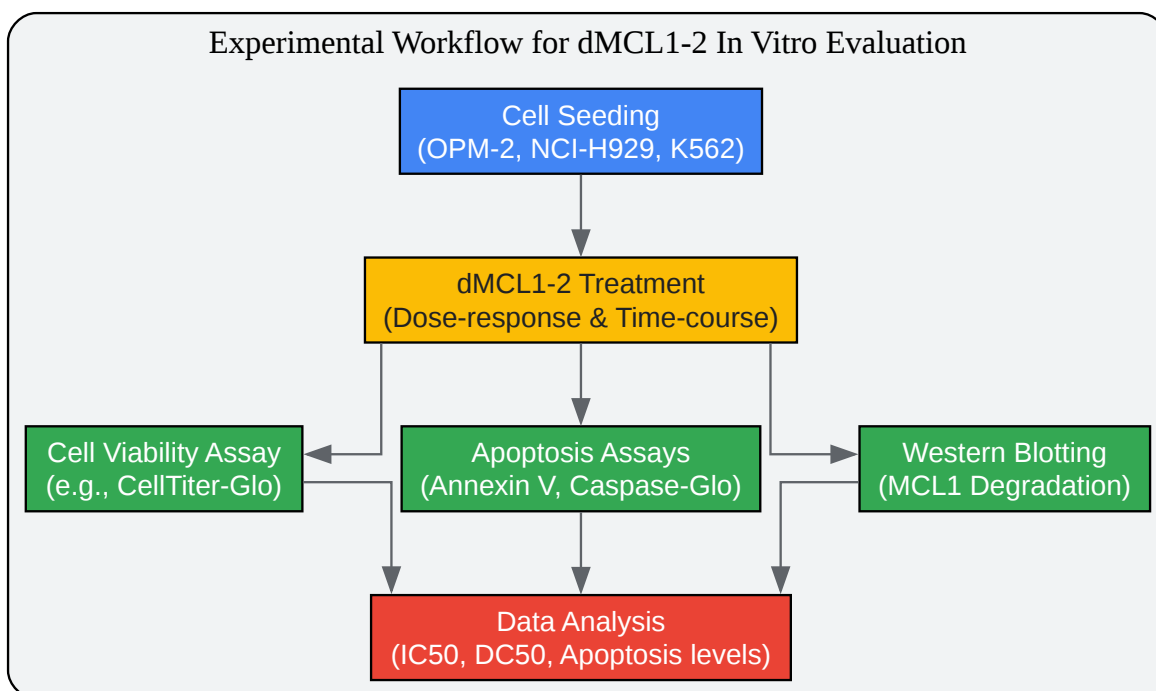 Experimental Workflow for dMCL1-2 In Vitro Evaluation
Cell Seeding
(OPM-2, NCI-H929, K562)
dMCL1-2 Treatment
(Dose-response & Time-course)
Cell Viability Assay
(e.g., CellTiter-Glo)
Apoptosis Assays
(Annexin V, Caspase-Glo)
Western Blotting
(MCL1 Degradation)
Data Analysis
(IC50, DC50, Apoptosis levels)